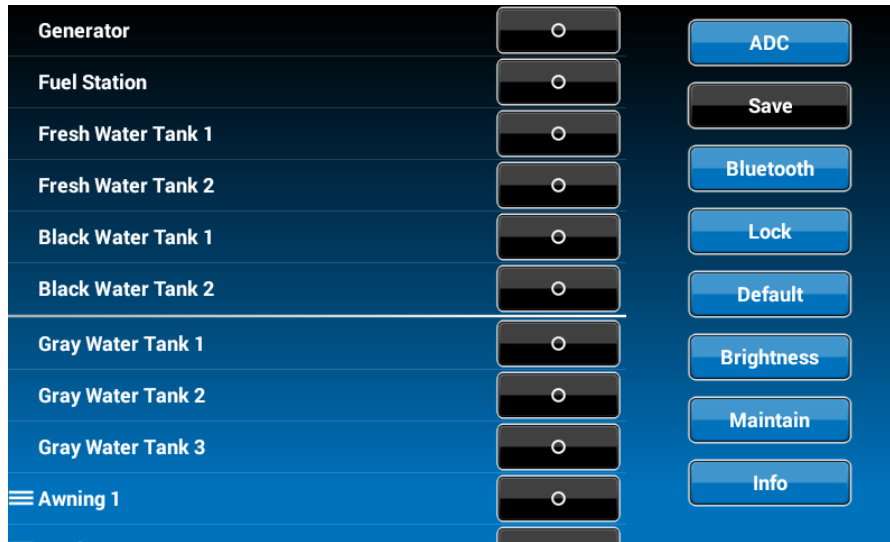 Generator
Fuel Station
Fresh Water Tank 1
Fresh Water Tank 2
Black Water Tank 1
Black Water Tank 2
Gray Water Tank 1
Gray Water Tank 2
Gray Water Tank 3
Awning 1
ADC
Save
Bluetooth
Lock
Default
Brightness
Maintain
Info